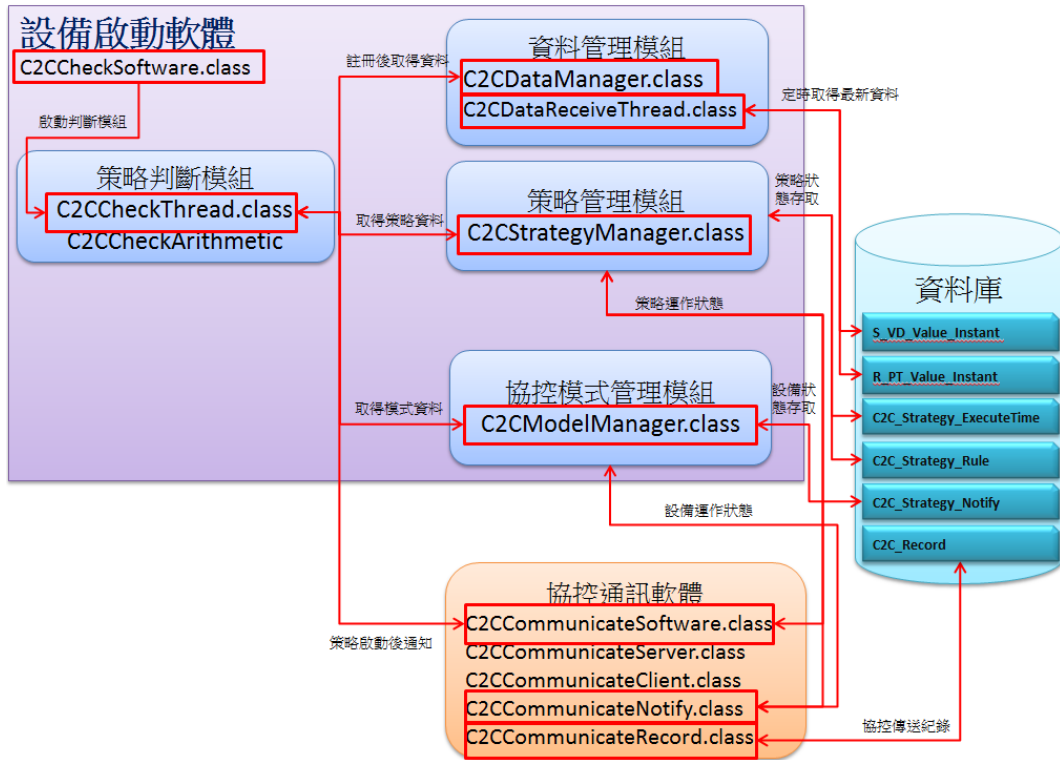 設備啟動軟體
C2CCheckSoftware.class
啟動判斷模組
策略判斷模組
C2CCheckThread.class
C2CCheckArithmetic
註冊後取得資料
資料管理模組
C2CDataManager.class
C2CDataReceiveThread.class
定時取得最新資料
取得策略資料
策略管理模組
C2CStrategyManager.class
策略狀
態存取
策略運作狀態
取得模式資料
協控模式管理模組
C2CModelManager.class
設備狀
態存取
設備運作狀態
資料庫
S_VD_Value_Instant
R_PT_Value_Instant
C2C_Strategy_ExecuteTime
C2C_Strategy_Rule
C2C_Strategy_Notify
C2C_Record
策略啟動後通知
協控通訊軟體
C2CCommunicateSoftware.class
C2CCommunicateServer.class
C2CCommunicateClient.class
C2CCommunicateNotify.class
C2CCommunicateRecord.class
協控傳送紀錄